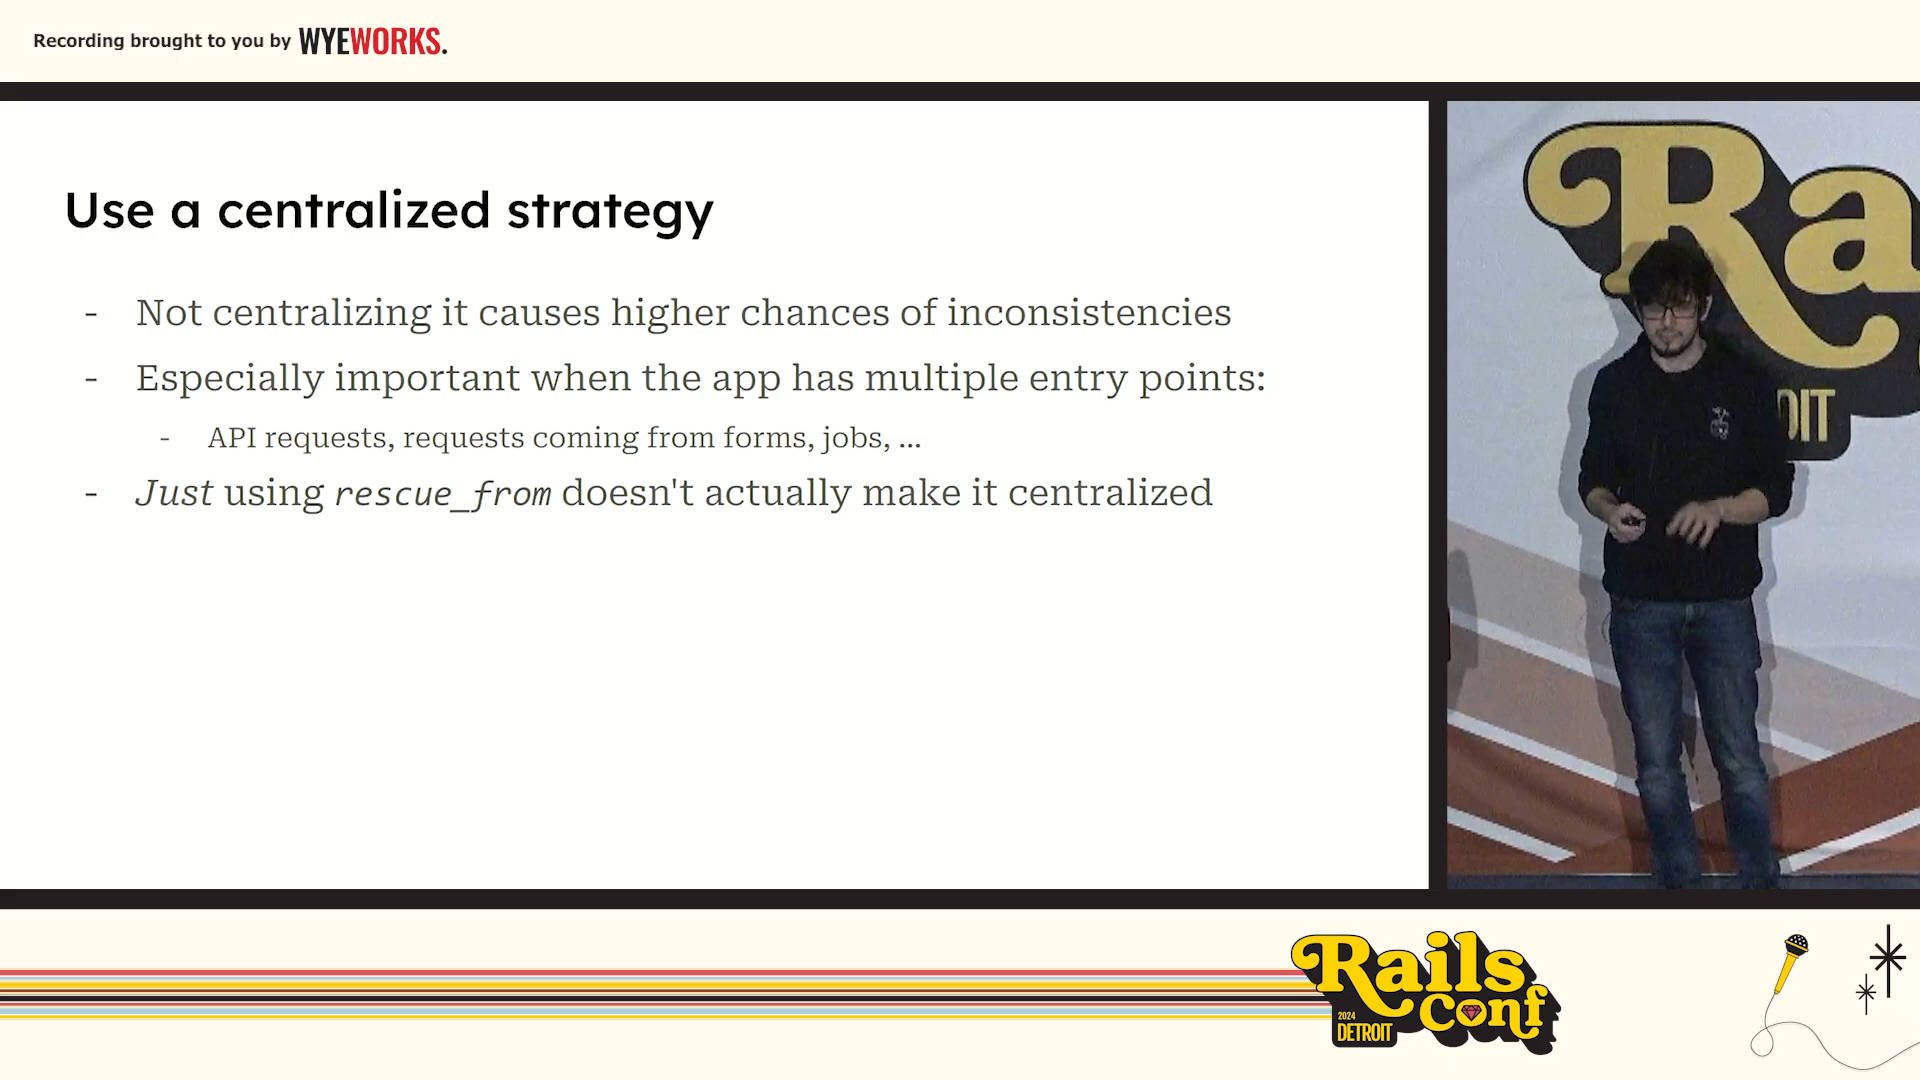 Recording brought to you by WYEWORKS.
Use a centralized strategy
- Not centralizing it causes higher chances of inconsistencies
- Especially important when the app has multiple entry points:
- API requests, requests coming from forms, jobs, ...
- Just using rescue_from doesn't actually make it centralized
Ra
OIT
Rails
Conf
2024
DETROIT